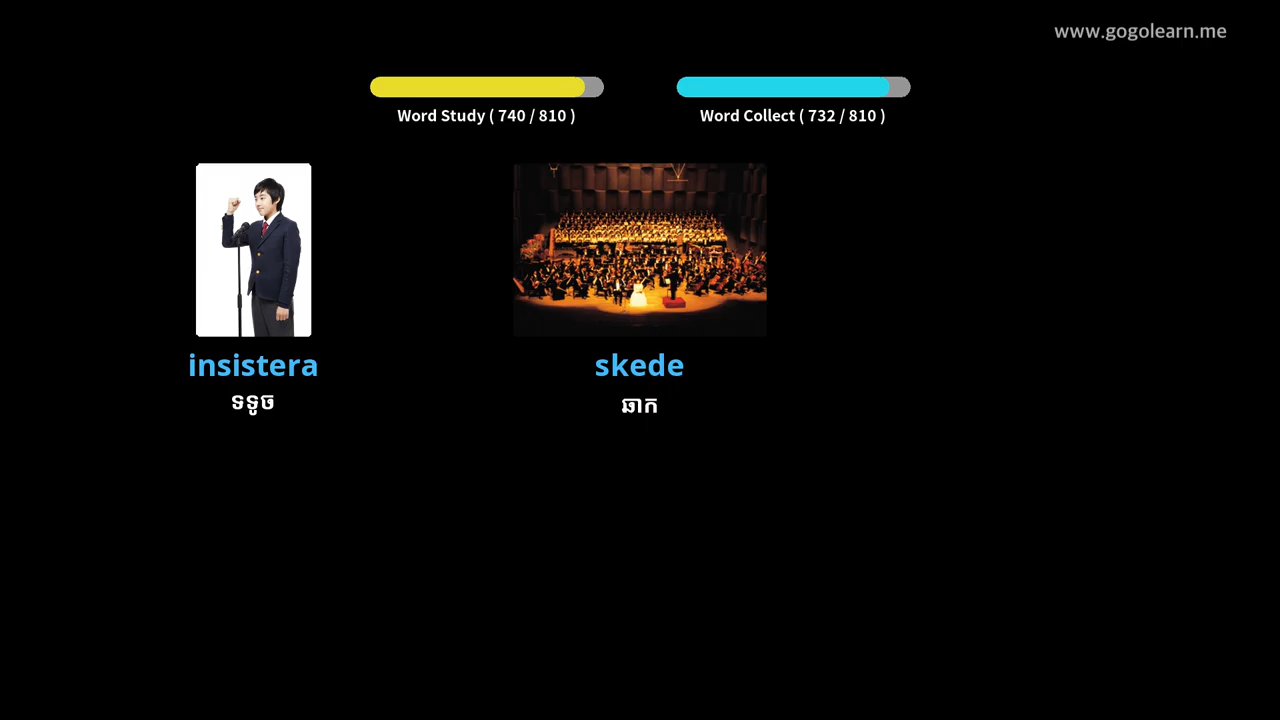 www.gogolearn.me
Word Study ( 740 / 810 )
Word Collect ( 732 / 810 )
insistera
ទទូច
skede
ឆាក